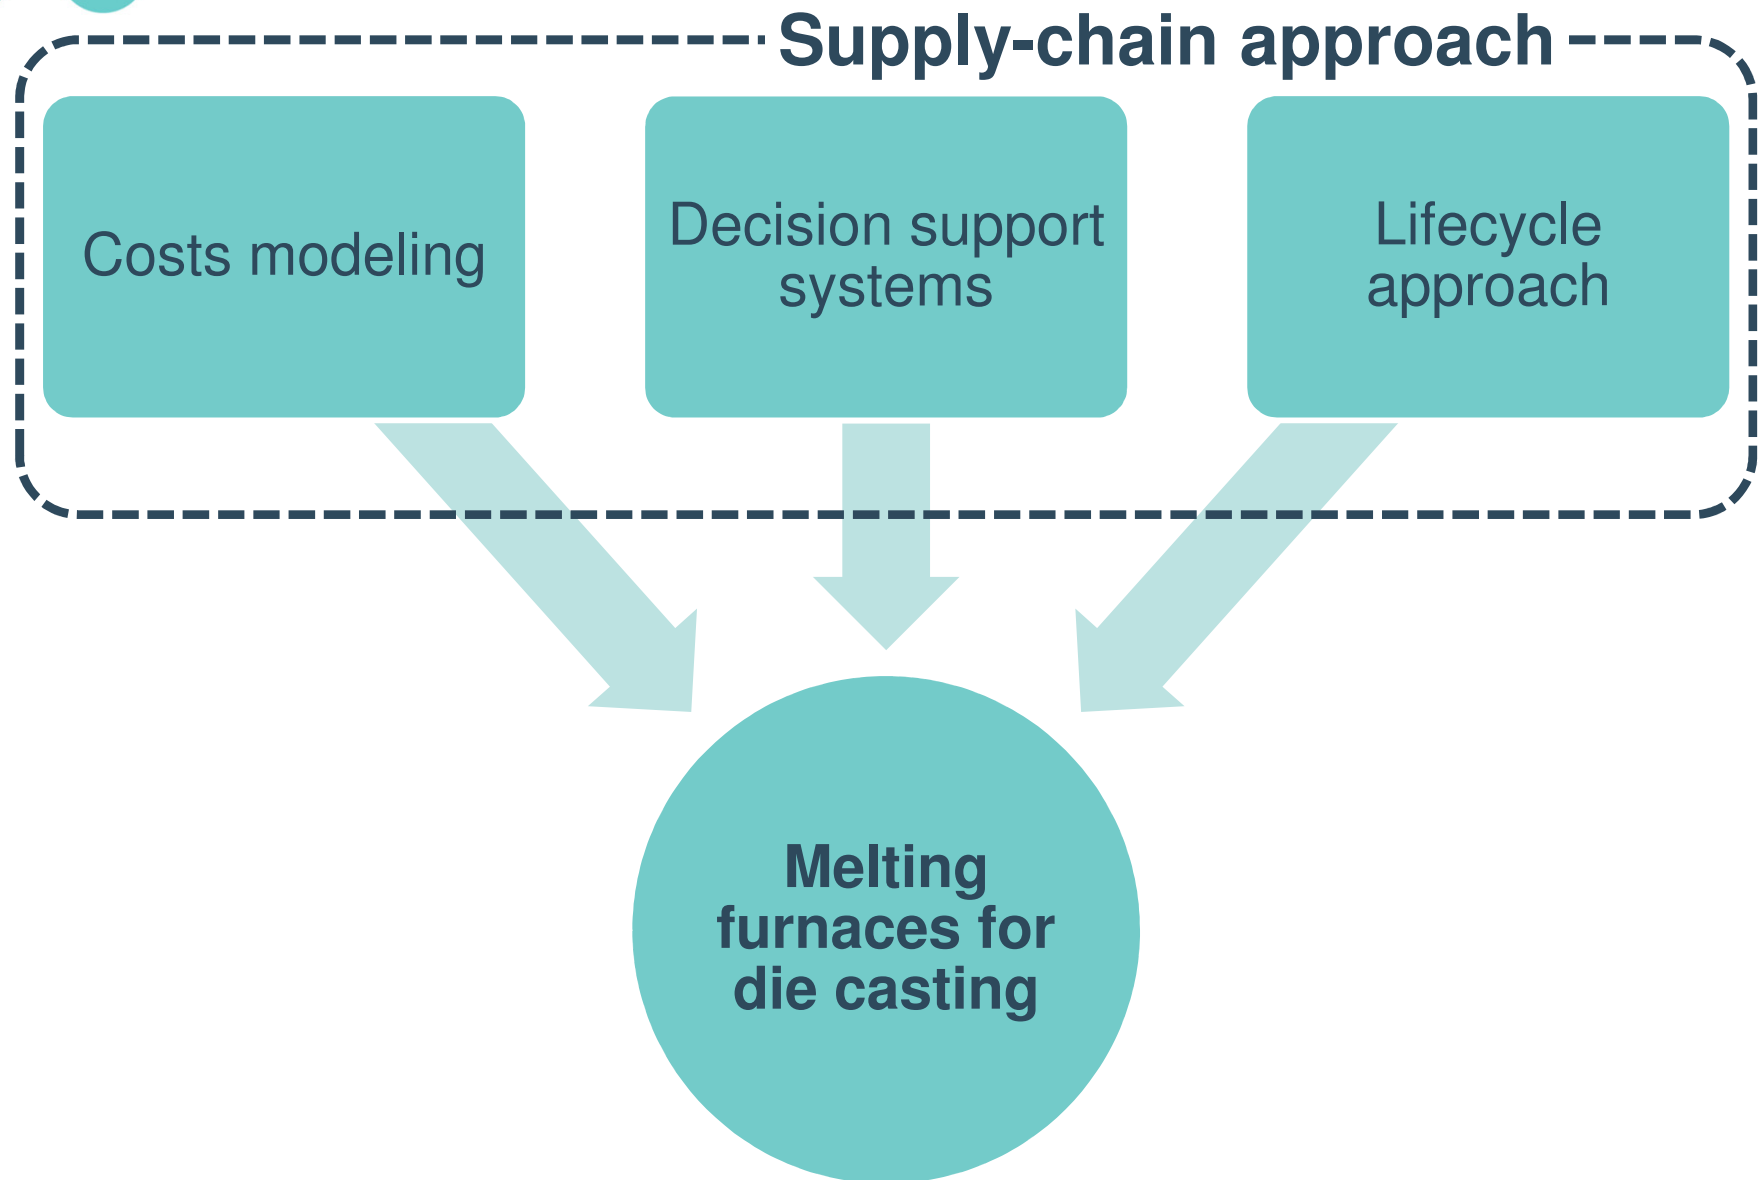 Supply-chain approach
Costs modeling
Decision support
systems
Lifecycle
approach
Melting
furnaces for
die casting